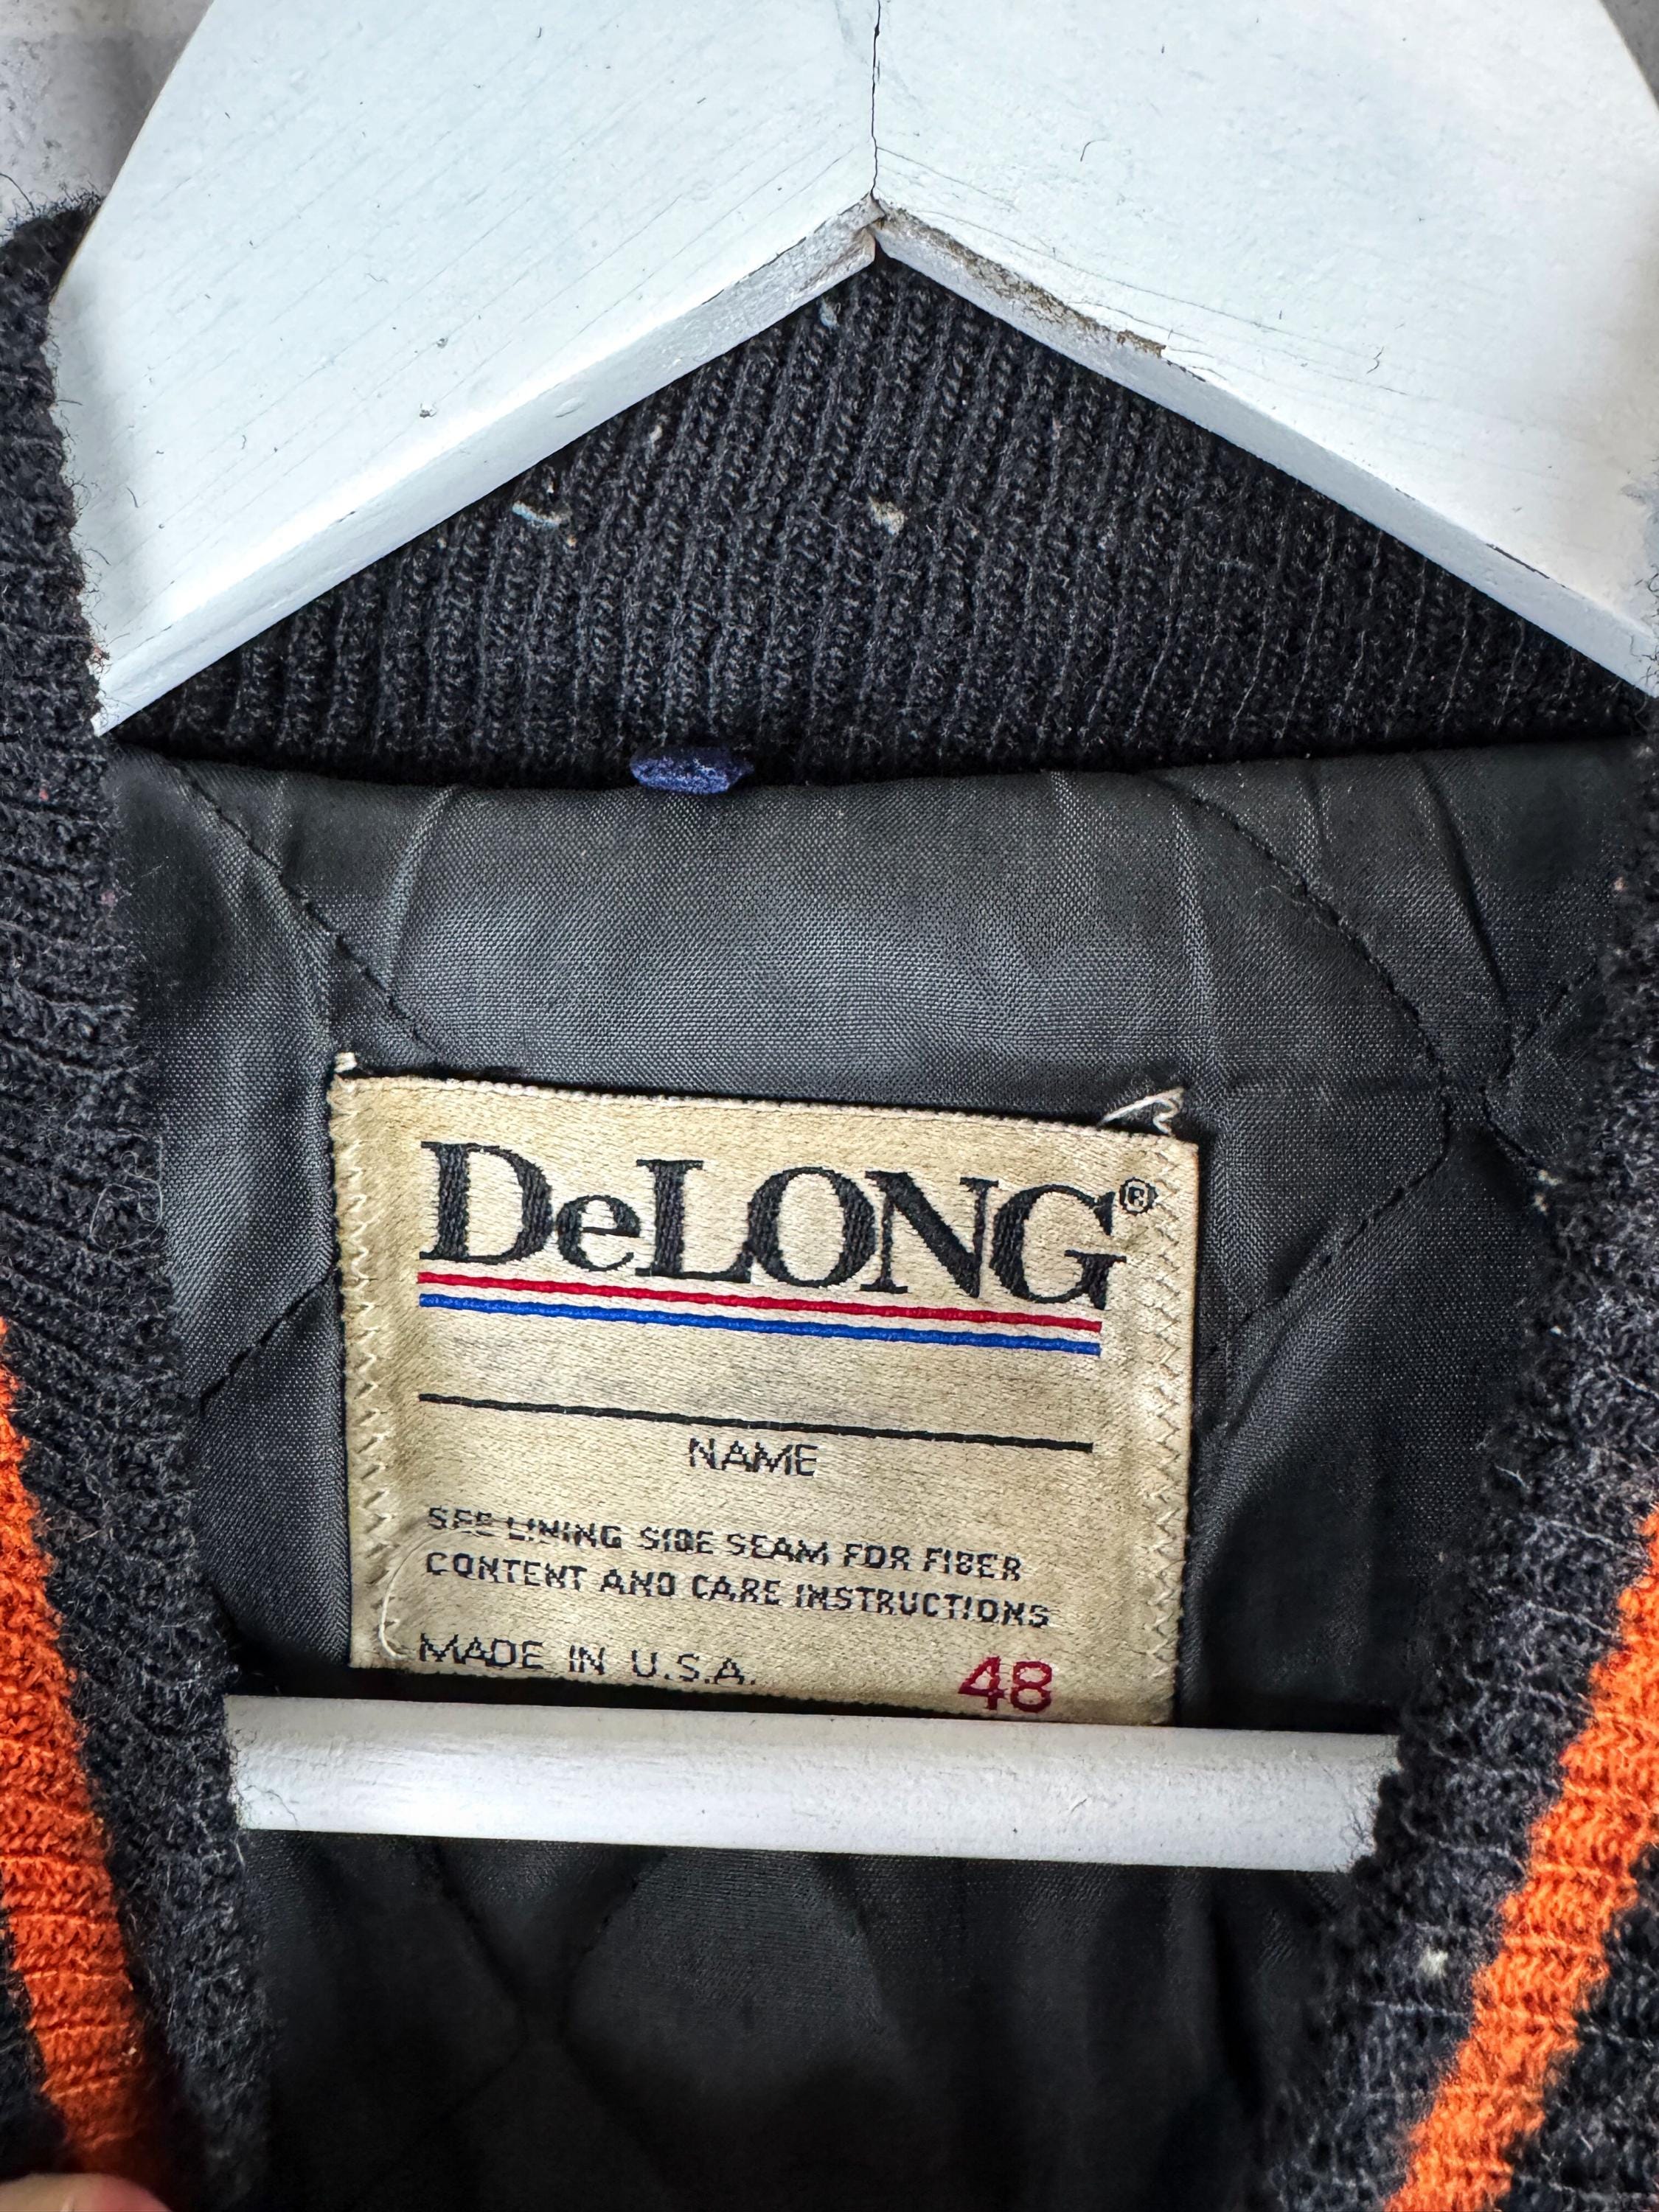 DeLONG®
NAME
SEE LINING SIDE SEAM FOR FIBER
CONTENT AND CARE INSTRUCTIONS
MADE IN U.S.A. 48